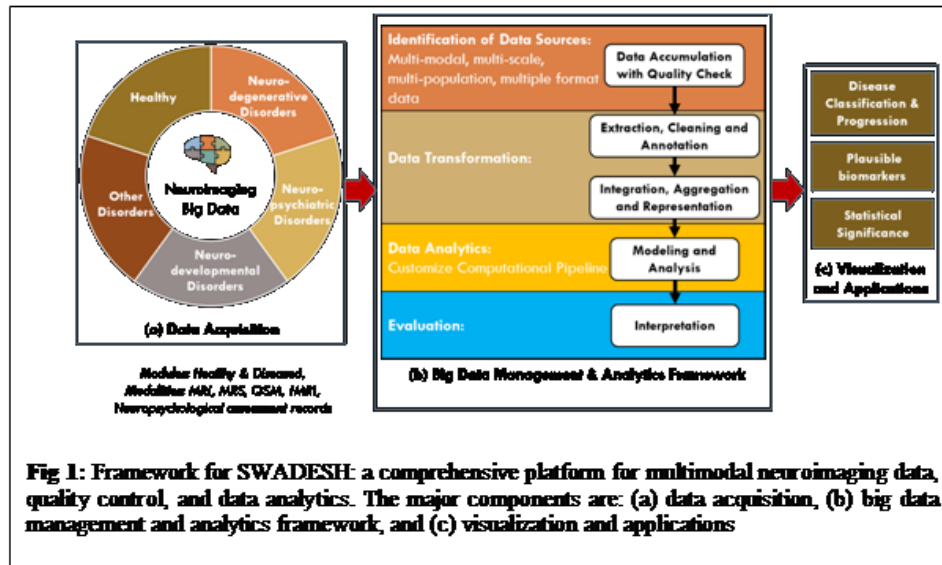 Healthy
Neuro-
degenerative
Disorders
Neuro-
psychiatric
Disorders
Neuro-
developmental
Disorders
Other
Disorders
Neuroimaging
Big Data
(a) Data Acquisition
Modules: Healthy & Diseased,
Modalities: MRI, MRS, QSM, fMRI,
Neuropsychological assessment records
Identification of Data Sources:
Multi-modal, multi-scale,
multi-population, multiple format
data
Data Accumulation
with Quality Check
Data Transformation:
Extraction, Cleaning and
Annotation
Integration, Aggregation
and Representation
Data Analytics:
Customize Computational Pipeline
Modeling and
Analysis
Evaluation:
Interpretation
(b) Big Data Management & Analytics Framework
Disease
Classification &
Progression
Plausible
biomarkers
Statistical
Significance
(c) Visualization
and Applications
Fig 1: Framework for SWADESH: a comprehensive platform for multimodal neuroimaging data,
quality control, and data analytics. The major components are: (a) data acquisition, (b) big data
management and analytics framework, and (c) visualization and applications